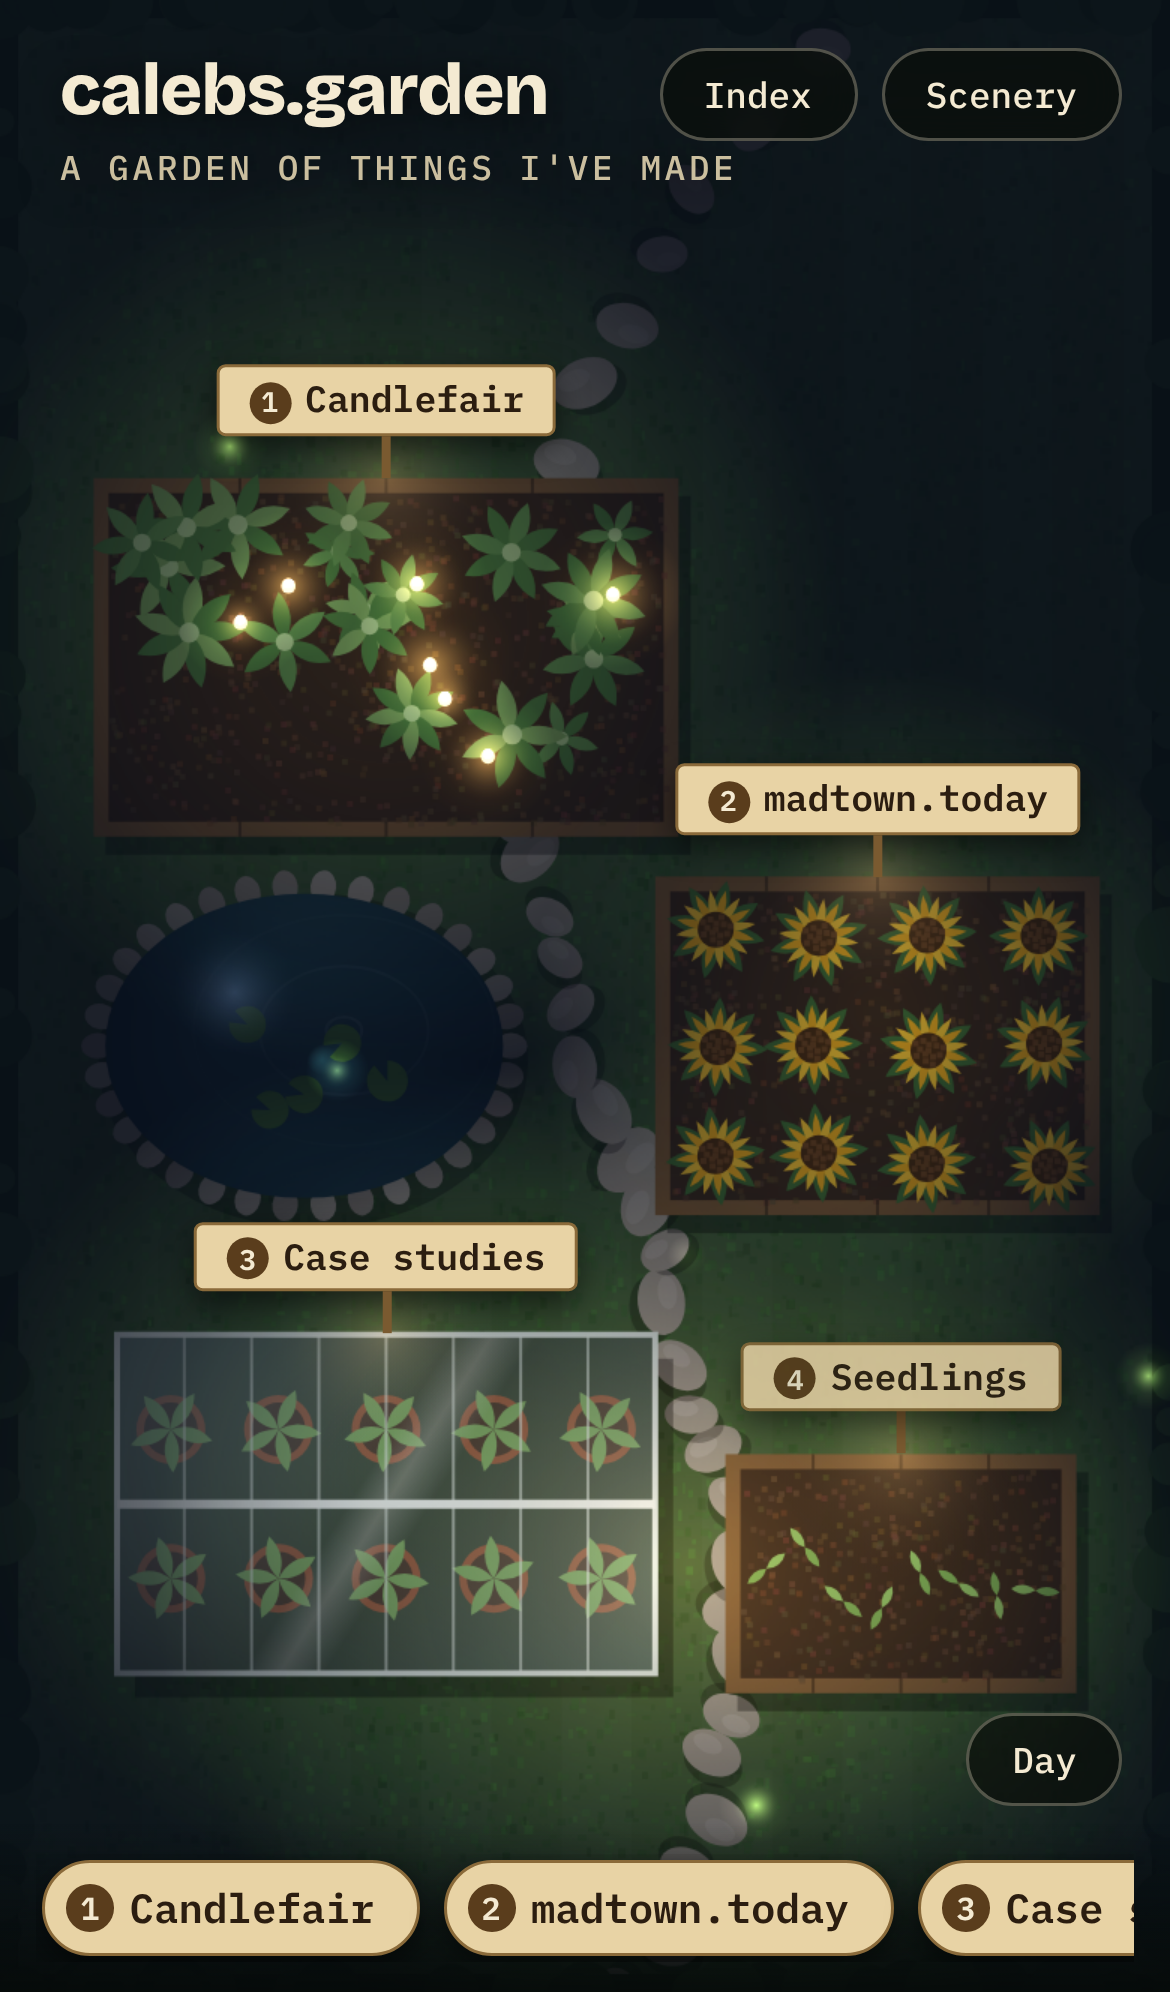 calebs.garden
Index
Scenery
A GARDEN OF THINGS I'VE MADE
1 Candlefair
2 madtown.today
3 Case studies
4 Seedlings
Day
1 Candlefair
2 madtown.today
3 Case